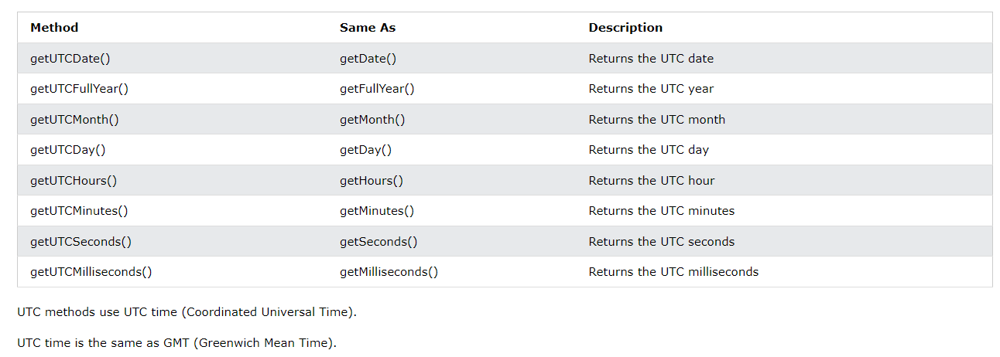 Method Same As Description
getUTCDate() getDate() Returns the UTC date
getUTCFullYear() getFullYear() Returns the UTC year
getUTCMonth() getMonth() Returns the UTC month
getUTCDay() getDay() Returns the UTC day
getUTCHours() getHours() Returns the UTC hour
getUTCMinutes() getMinutes() Returns the UTC minutes
getUTCSeconds() getSeconds() Returns the UTC seconds
getUTCMilliseconds() getMilliseconds() Returns the UTC milliseconds
UTC methods use UTC time (Coordinated Universal Time).
UTC time is the same as GMT (Greenwich Mean Time).